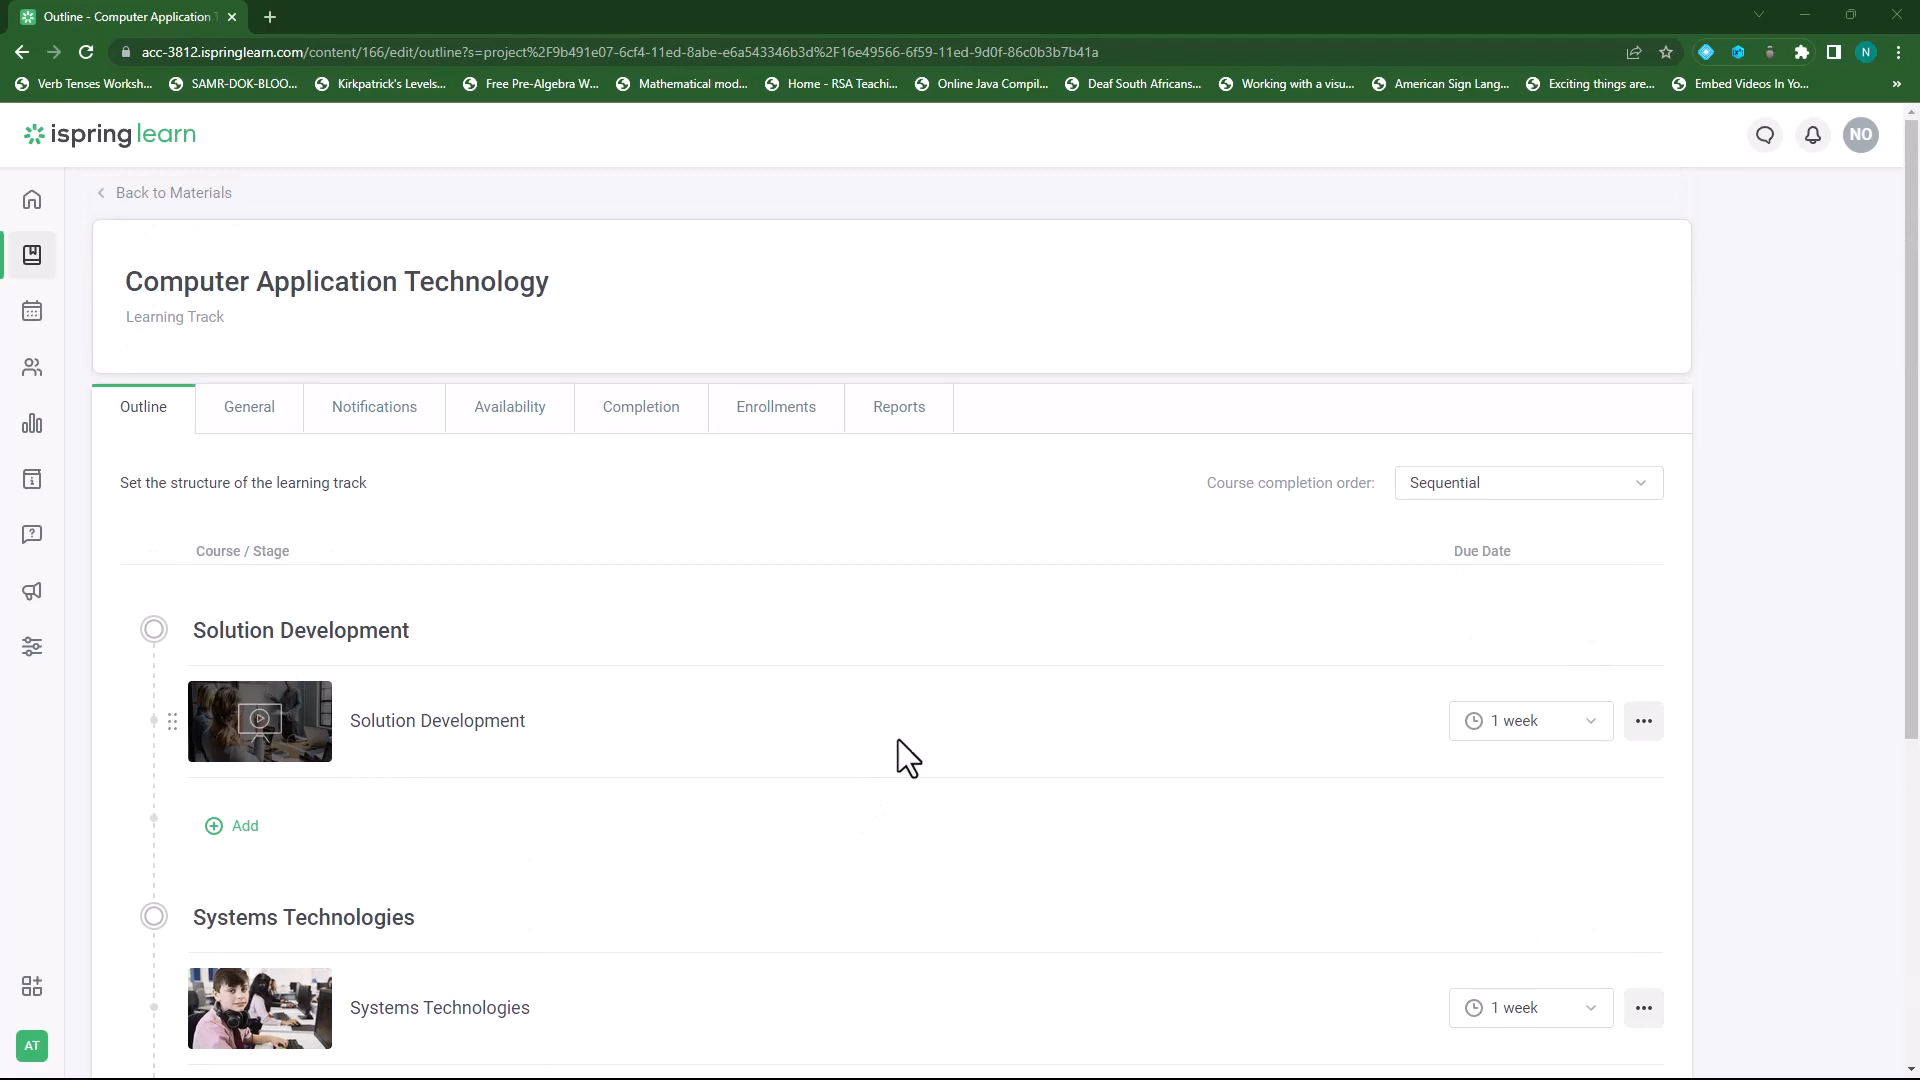 Outline - Computer Application T
acc-3812.ispringlearn.com/content/166/edit/outline?s=project%2F9b491e07-6cf4-11ed-8abe-e6a543346b3d%2F16e49566-6f59-11ed-9d0f-86c0b3b7b41a
N
Verb Tenses Worksh...
SAMR-DOK-BLOO...
Kirkpatrick's Levels...
Free Pre-Algebra W...
Mathematical mod...
Home - RSA Teachi...
Online Java Compil...
Deaf South Africans...
Working with a visu...
American Sign Lang...
Exciting things are...
Embed Videos In Yo...
»
ispring learn
NO
Back to Materials
Computer Application Technology
Learning Track
Outline
General
Notifications
Availability
Completion
Enrollments
Reports
Set the structure of the learning track
Course completion order:
Sequential
Course / Stage
Due Date
Solution Development
Solution Development
1 week
Add
Systems Technologies
Systems Technologies
1 week
AT